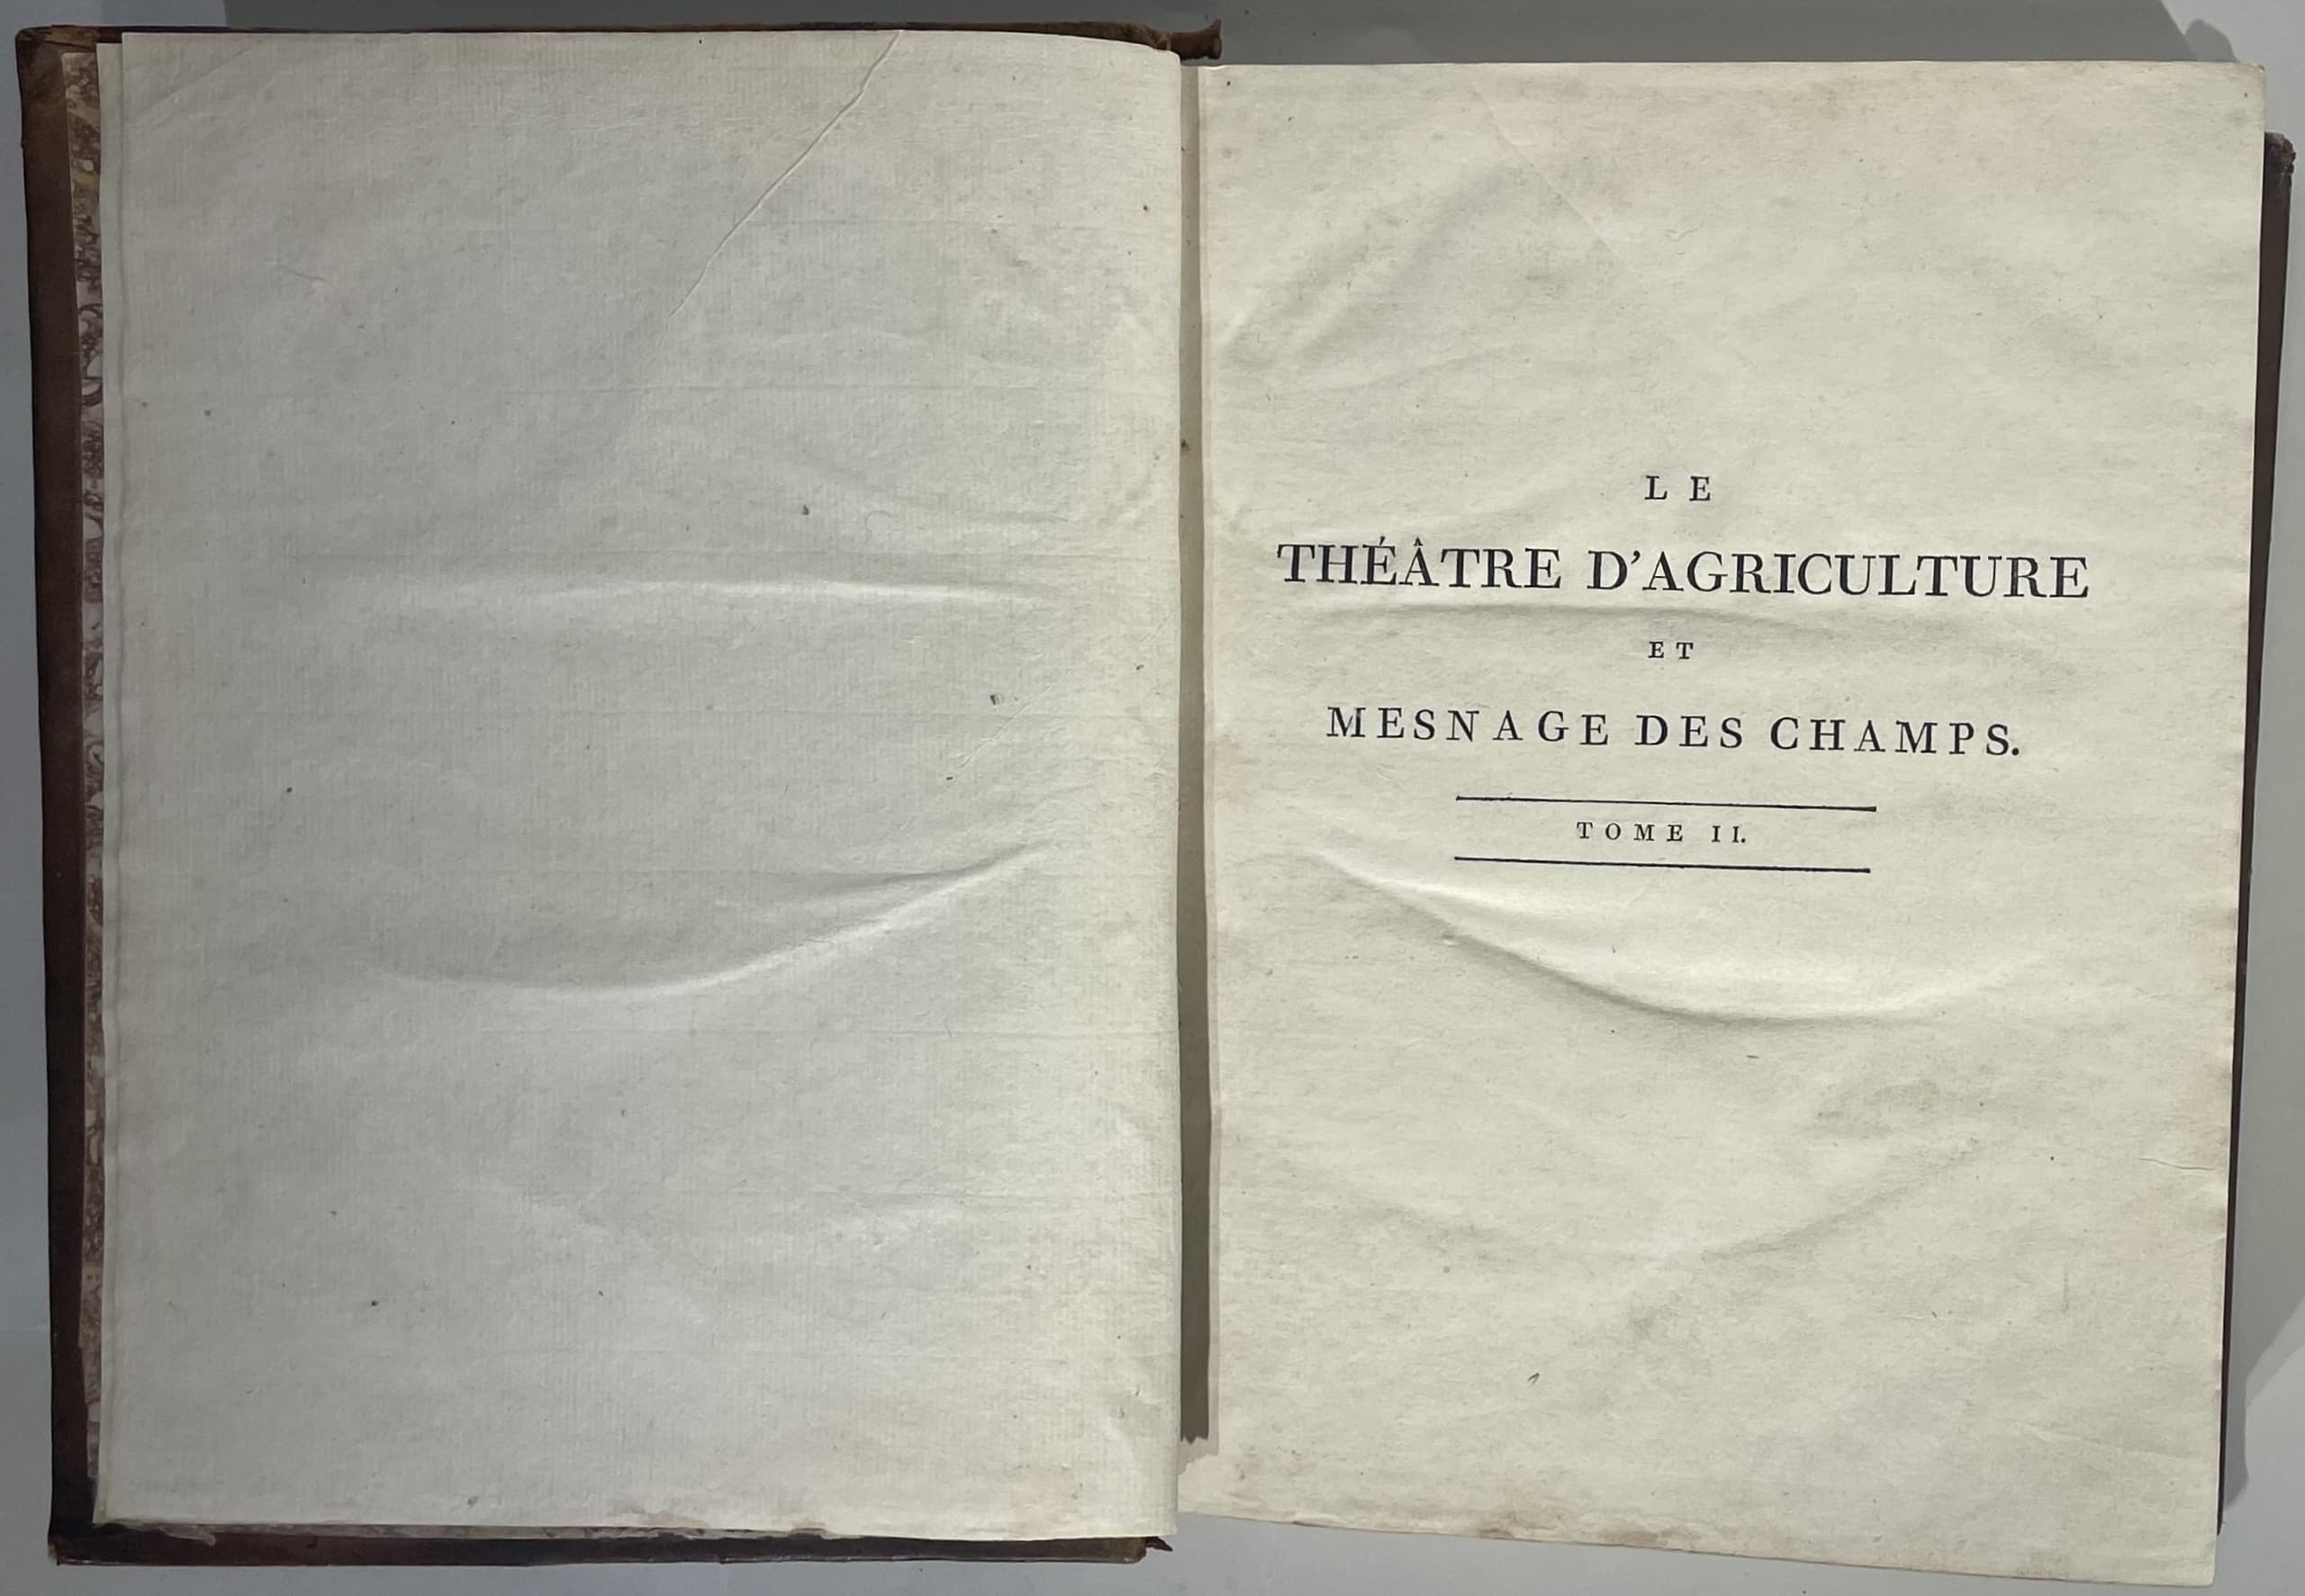 LE
THÉÂTRE D'AGRICULTURE
ET
MESNAGE DES CHAMPS.
TOME II.